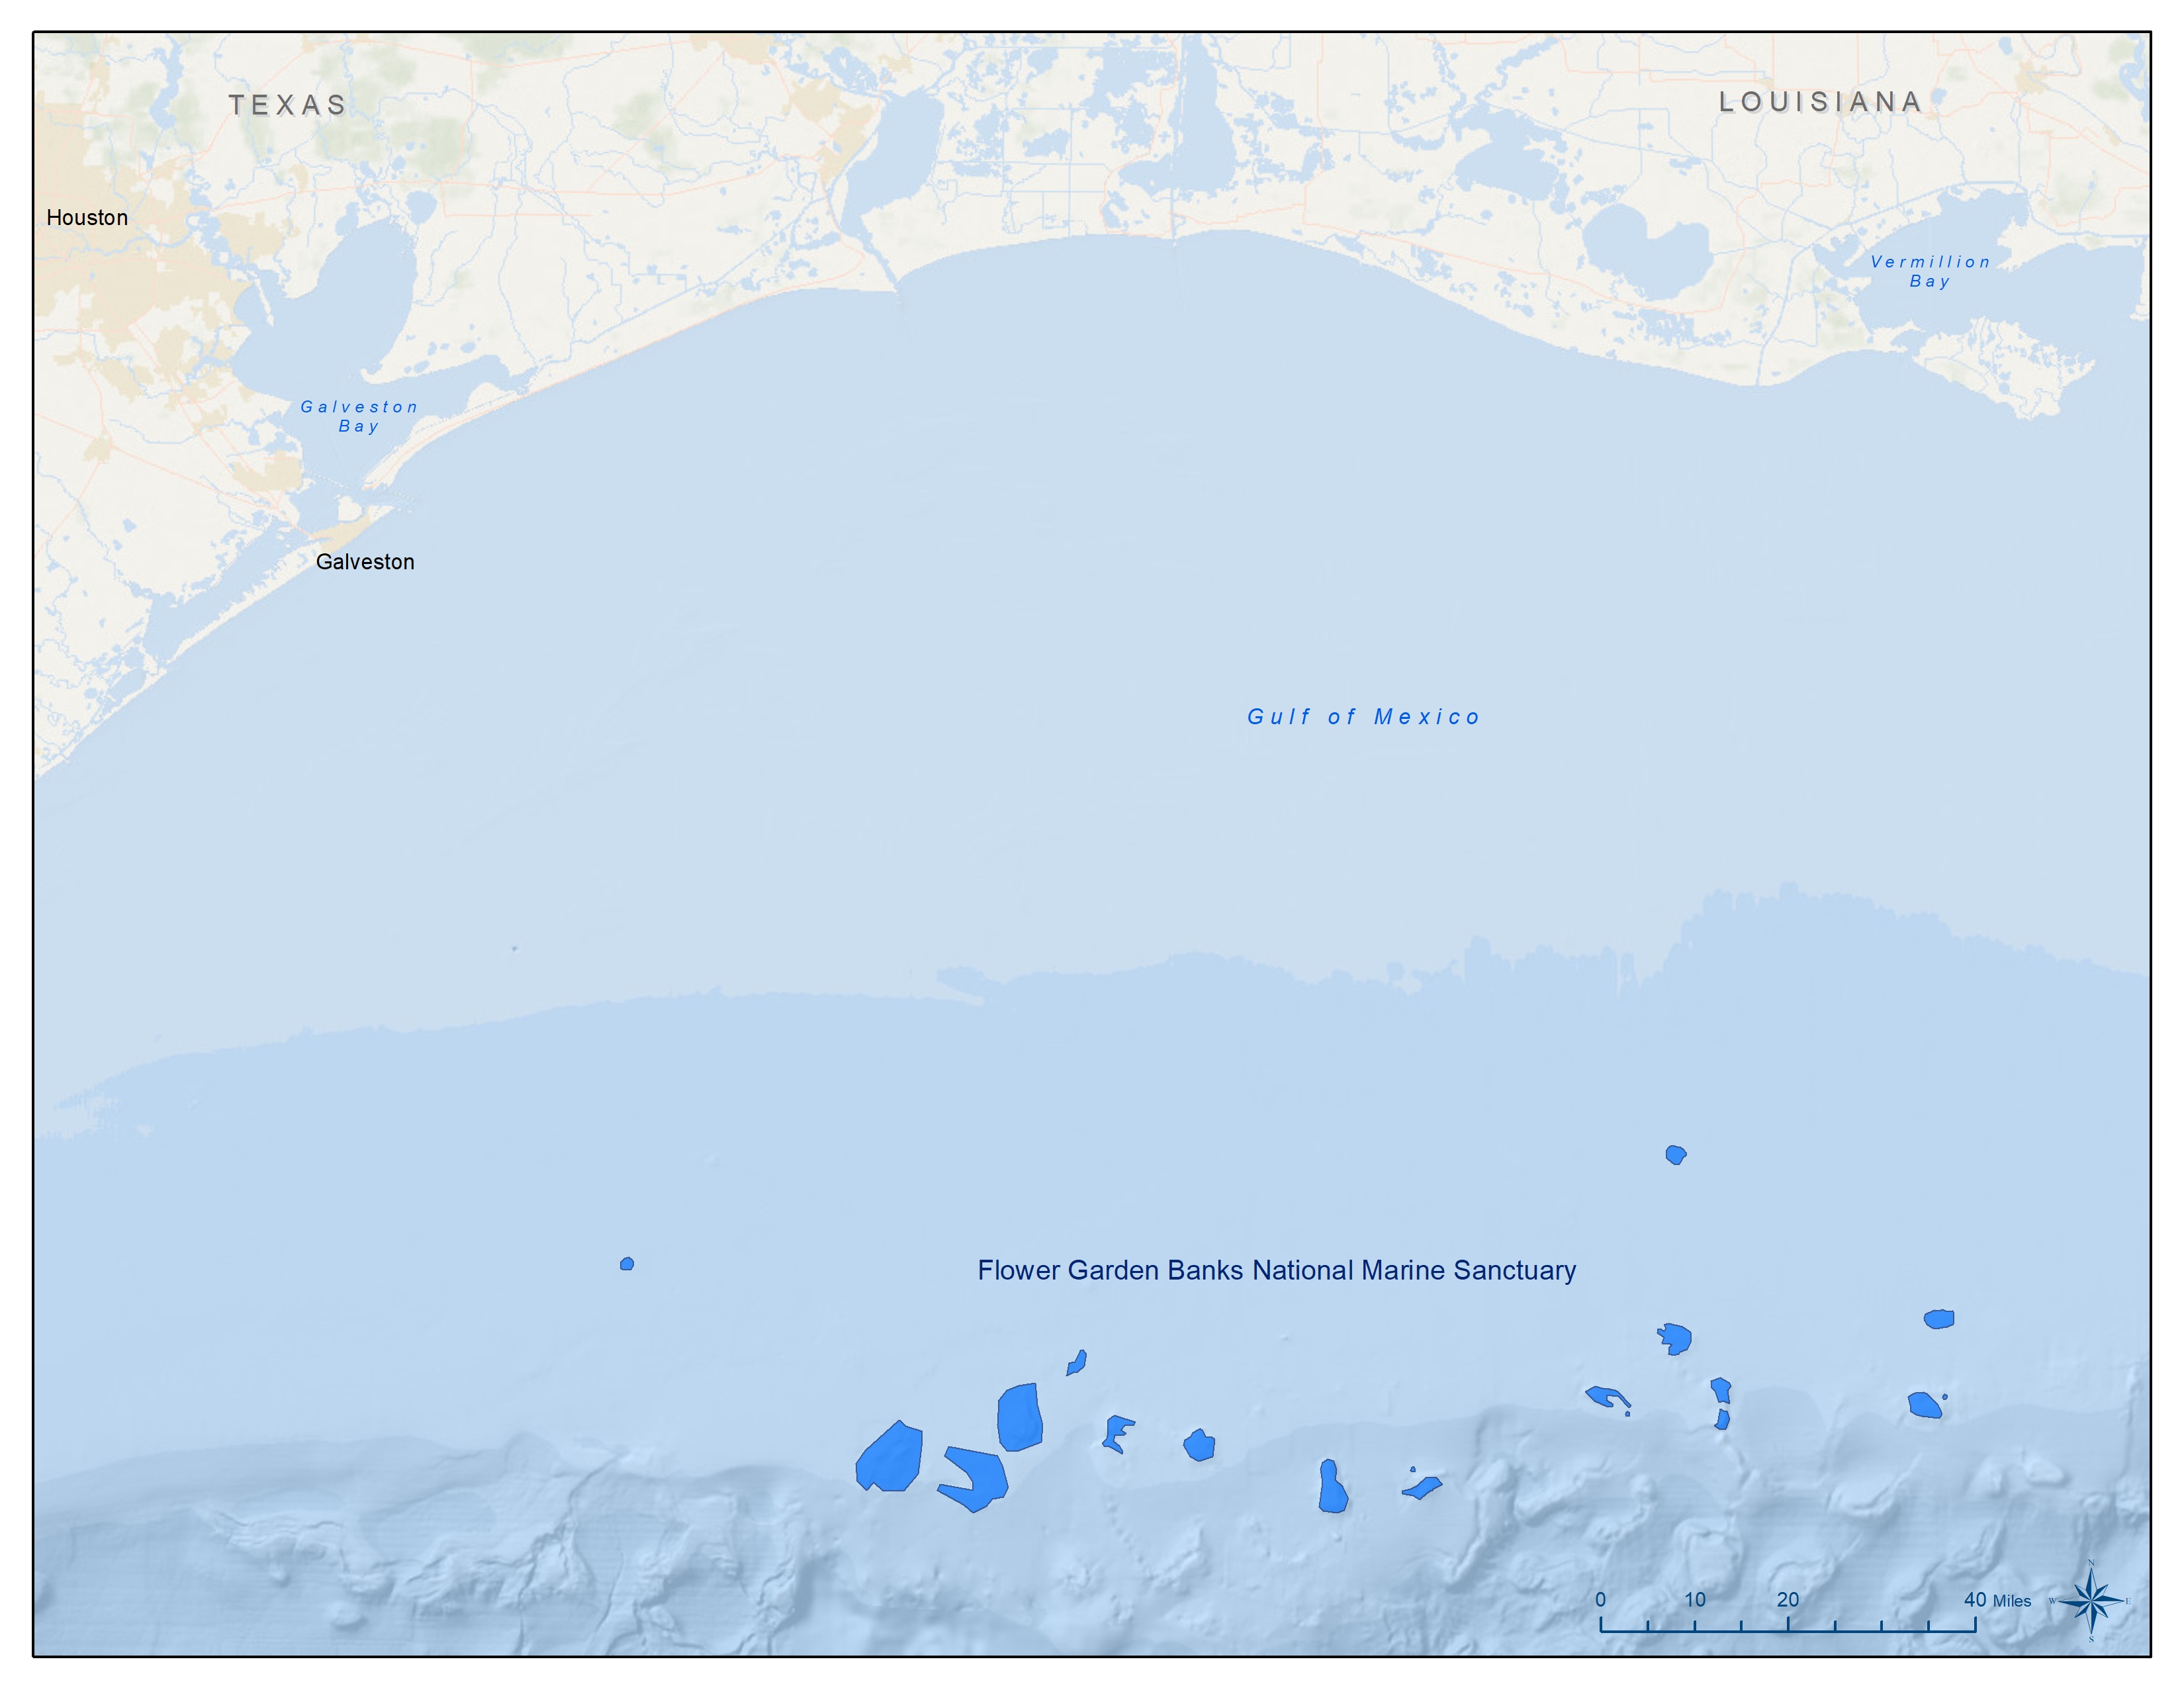 TEXAS
LOUISIANA
Houston
Vermillion
Bay
Galveston
Bay
Galveston
Gulf of Mexico
Flower Garden Banks National Marine Sanctuary
0 10 20 40 Miles
N
W E
S